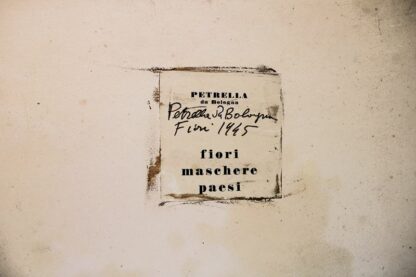 PETRELLA
da Bologna
Petrella da Bologna
Fiori 1945
fiori
maschere
paesi